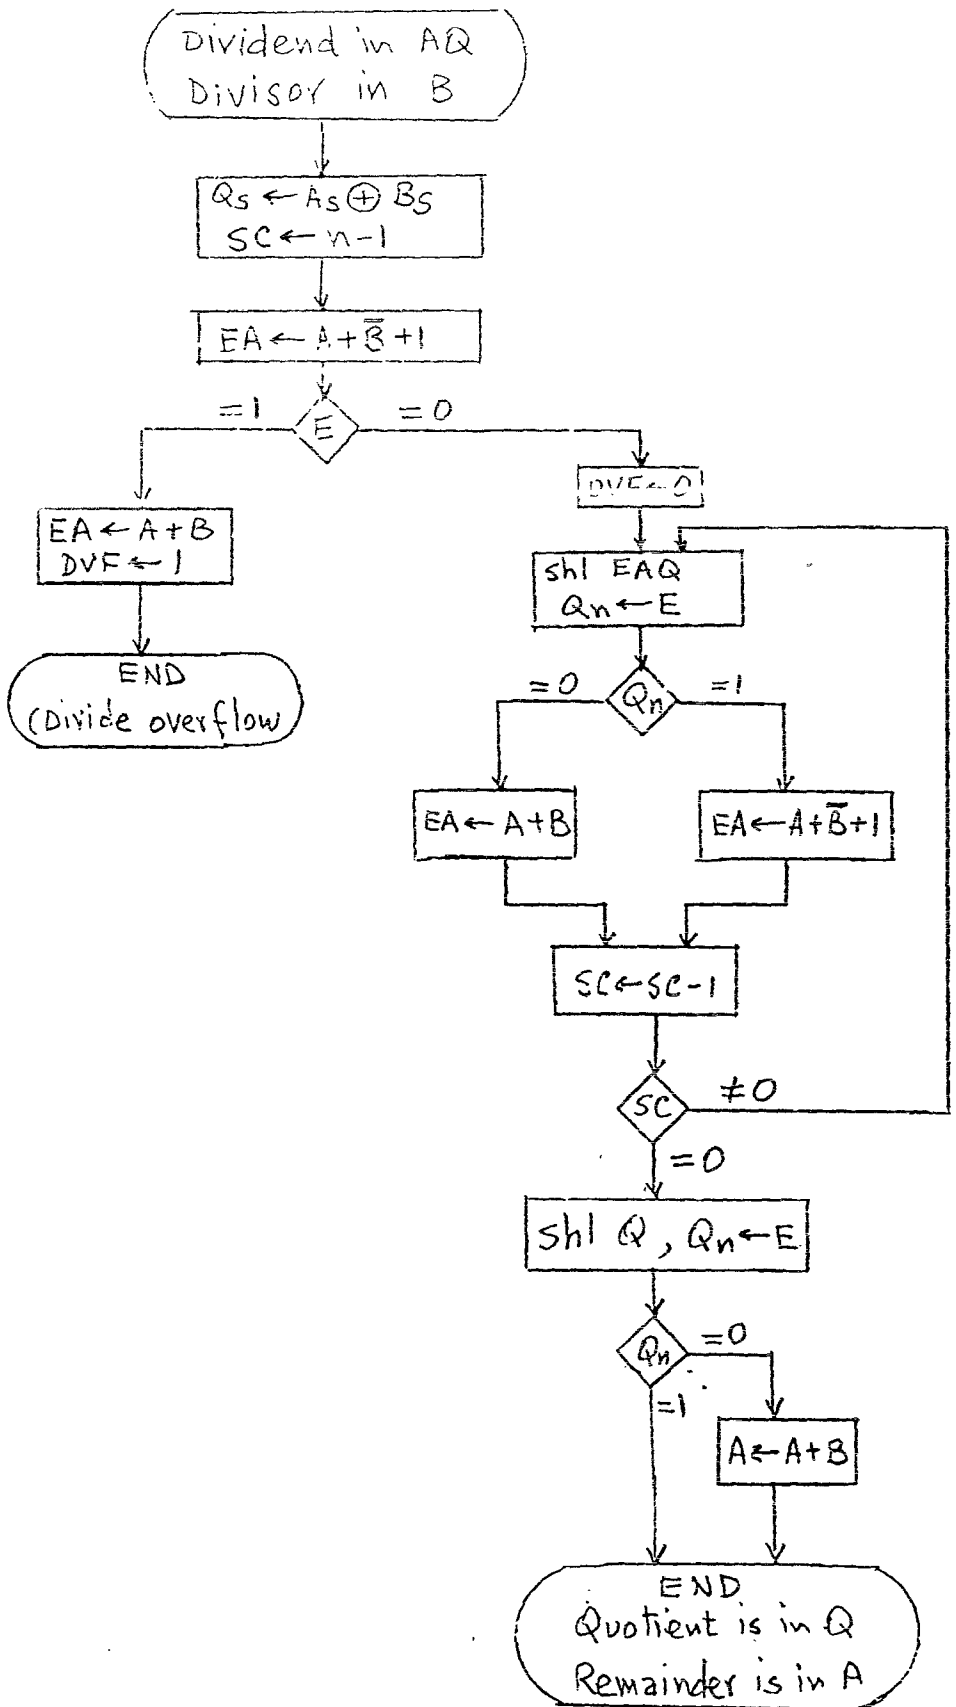 Dividend in AQ
Divisor in B
Qs ← As ⊕ Bs
SC ← n-1
EA ← A + B̅ + 1
E
=1
=0
DVF ← 0
EA ← A + B
DVF ← 1
END
(Divide overflow
shl EAQ
Qn ← E
Qn
=0
=1
EA ← A + B
EA ← A + B̅ + 1
SC ← SC - 1
SC
≠0
=0
shl Q, Qn ← E
Qn
=0
=1
A ← A + B
END
Quotient is in Q
Remainder is in A